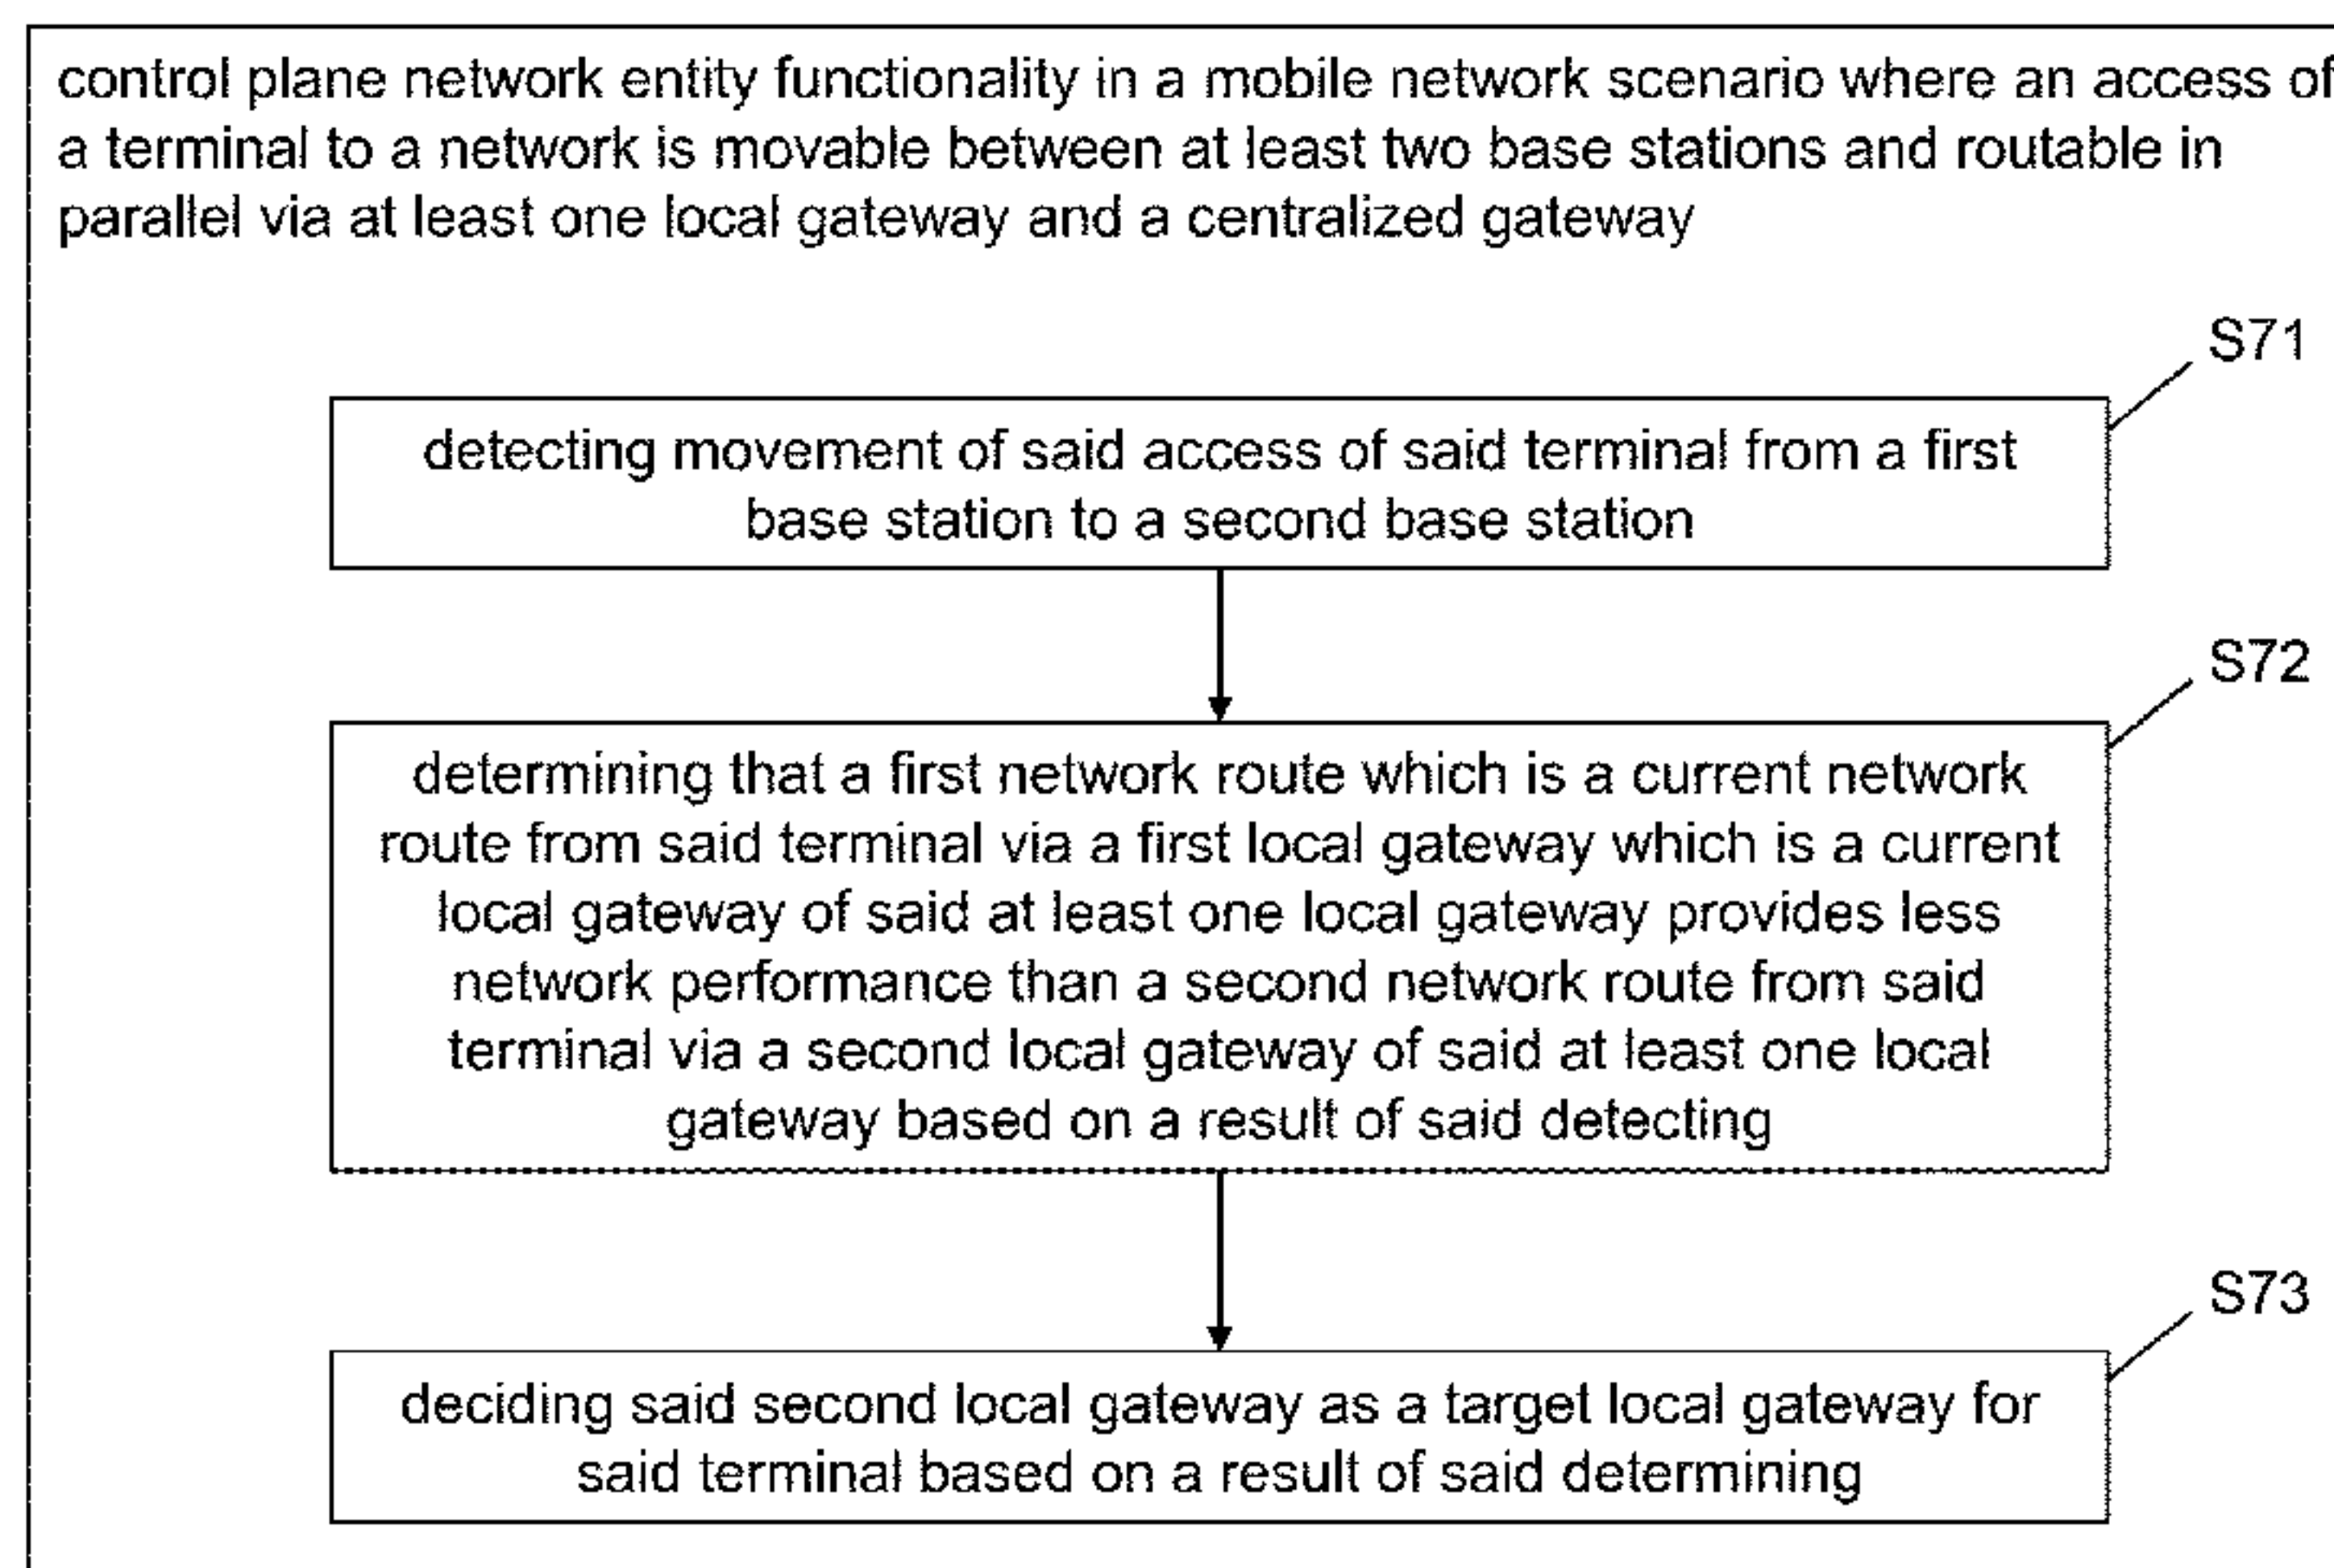 control plane network entity functionality in a mobile network scenario where an access of
a terminal to a network is movable between at least two base stations and routable in
parallel via at least one local gateway and a centralized gateway
S71
detecting movement of said access of said terminal from a first
base station to a second base station
S72
determining that a first network route which is a current network
route from said terminal via a first local gateway which is a current
local gateway of said at least one local gateway provides less
network performance than a second network route from said
terminal via a second local gateway of said at least one local
gateway based on a result of said detecting
S73
deciding said second local gateway as a target local gateway for
said terminal based on a result of said determining